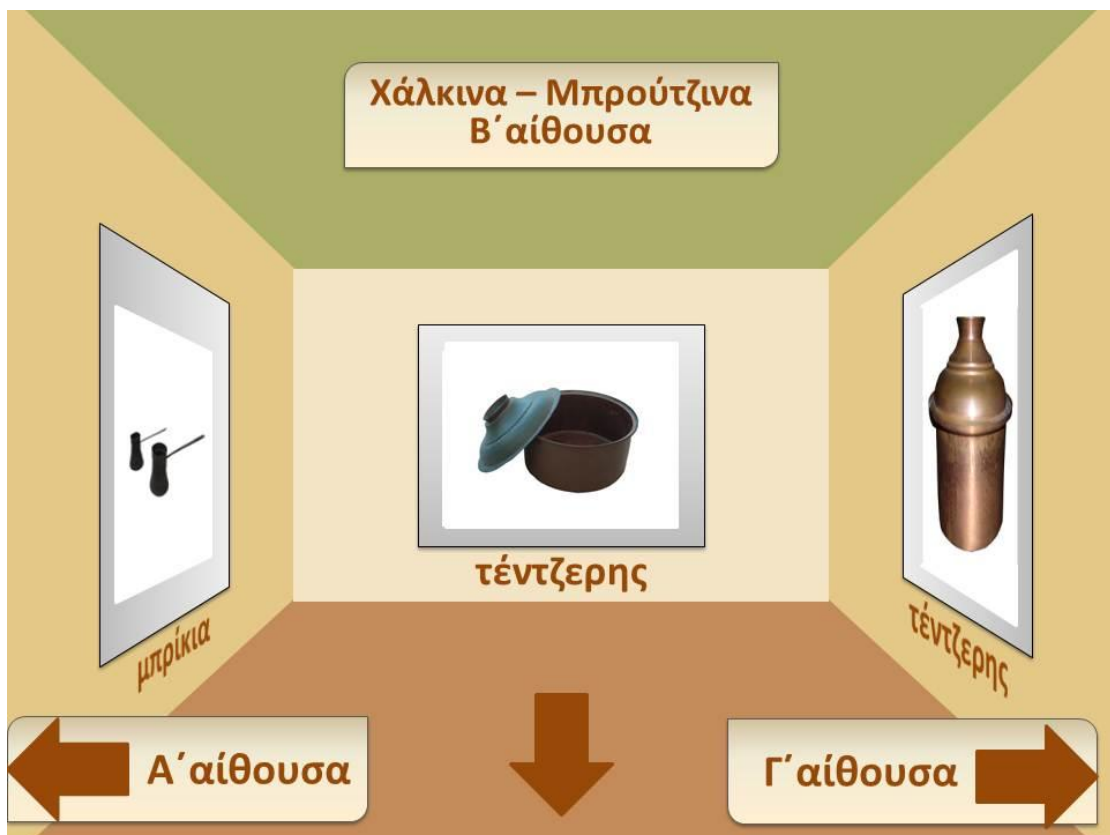 Χάλκινα – Μπρούτζινα
Β΄αίθουσα
μπρίκια
τέντζερης
τέντζερης
Α΄αίθουσα
Γ΄αίθουσα